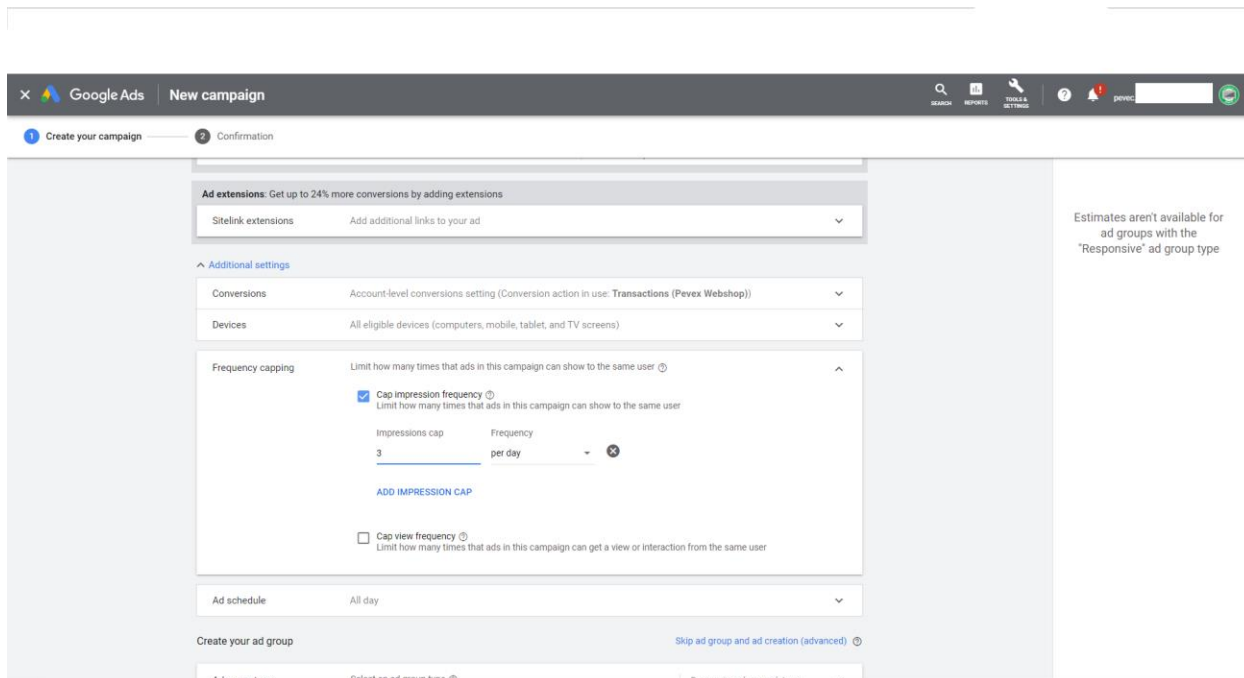 Google Ads
New campaign
SEARCH
REPORTS
TOOLS & SETTINGS
pevec
1 Create your campaign
2 Confirmation
Ad extensions: Get up to 24% more conversions by adding extensions
Sitelink extensions Add additional links to your ad
Estimates aren't available for
ad groups with the
"Responsive" ad group type
Additional settings
Conversions Account-level conversions setting (Conversion action in use: Transactions (Pevex Webshop))
Devices All eligible devices (computers, mobile, tablet, and TV screens)
Frequency capping Limit how many times that ads in this campaign can show to the same user
Cap impression frequency
Limit how many times that ads in this campaign can show to the same user
Impressions cap Frequency
3 per day
ADD IMPRESSION CAP
Cap view frequency
Limit how many times that ads in this campaign can get a view or interaction from the same user
Ad schedule All day
Create your ad group Skip ad group and ad creation (advanced)